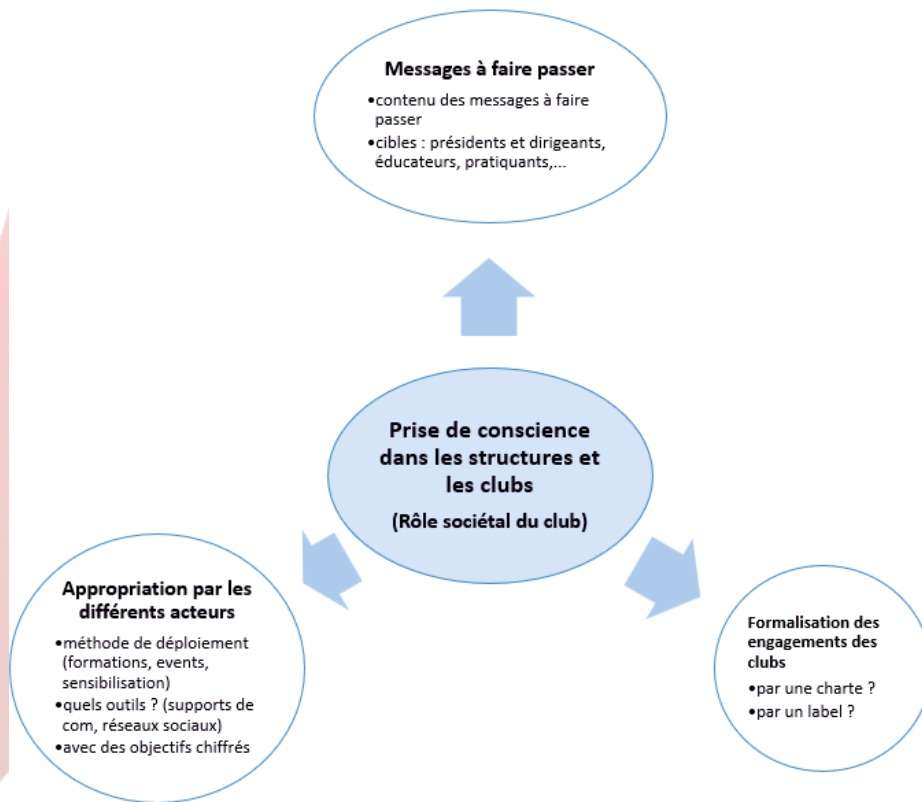 Messages à faire passer
•contenu des messages à faire
passer
•cibles : présidents et dirigeants,
éducateurs, pratiquants,...
Prise de conscience
dans les structures et
les clubs
(Rôle sociétal du club)
Appropriation par les
différents acteurs
•méthode de déploiement
(formations, events,
sensibilisation)
•quels outils ? (supports de
com, réseaux sociaux)
•avec des objectifs chiffrés
Formalisation des
engagements des
clubs
•par une charte ?
•par un label ?